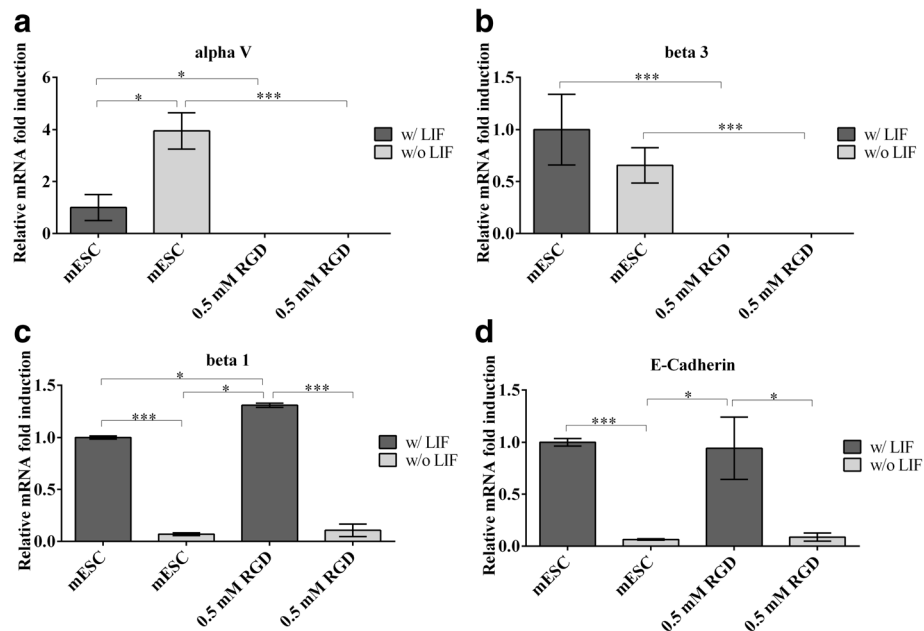 a
alpha V
Relative mRNA fold induction
6
4
2
0
*
*
***
mESC
mESC
0.5 mM RGD
0.5 mM RGD
w/ LIF
w/o LIF
b
beta 3
Relative mRNA fold induction
1.5
1.0
0.5
0.0
***
***
mESC
mESC
0.5 mM RGD
0.5 mM RGD
w/ LIF
w/o LIF
c
beta 1
Relative mRNA fold induction
1.5
1.0
0.5
0.0
*
***
*
***
mESC
mESC
0.5 mM RGD
0.5 mM RGD
w/ LIF
w/o LIF
d
E-Cadherin
Relative mRNA fold induction
1.5
1.0
0.5
0.0
***
*
*
mESC
mESC
0.5 mM RGD
0.5 mM RGD
w/ LIF
w/o LIF